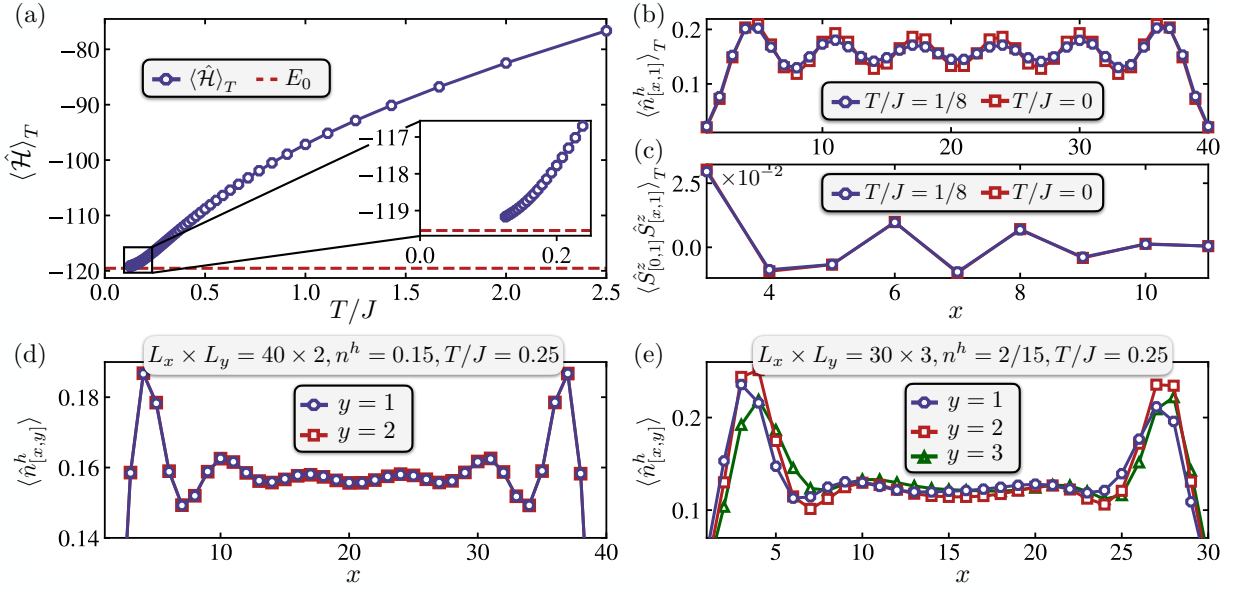 (a)
⟨Ĥ⟩_T
−80
−90
−100
−110
−120
⟨Ĥ⟩_T E_0
−117
−118
−119
0.0 0.2
0.0 0.5 1.0 1.5 2.0 2.5
T/J
(b)
⟨n̂^h_{[x,1]}⟩_T
0.2
0.1
T/J = 1/8 T/J = 0
10 20 30 40
(c)
⟨Ŝ^z_{[0,1]} Ŝ^z_{[x,1]}⟩_T
2.5
0.0
×10^{−2}
T/J = 1/8 T/J = 0
4 6 8 10
x
(d)
L_x × L_y = 40 × 2, n^h = 0.15, T/J = 0.25
⟨n̂^h_{[x,y]}⟩
0.18
0.16
0.14
y = 1
y = 2
10 20 30 40
x
(e)
L_x × L_y = 30 × 3, n^h = 2/15, T/J = 0.25
⟨n̂^h_{[x,y]}⟩
0.2
0.1
y = 1
y = 2
y = 3
5 10 15 20 25 30
x